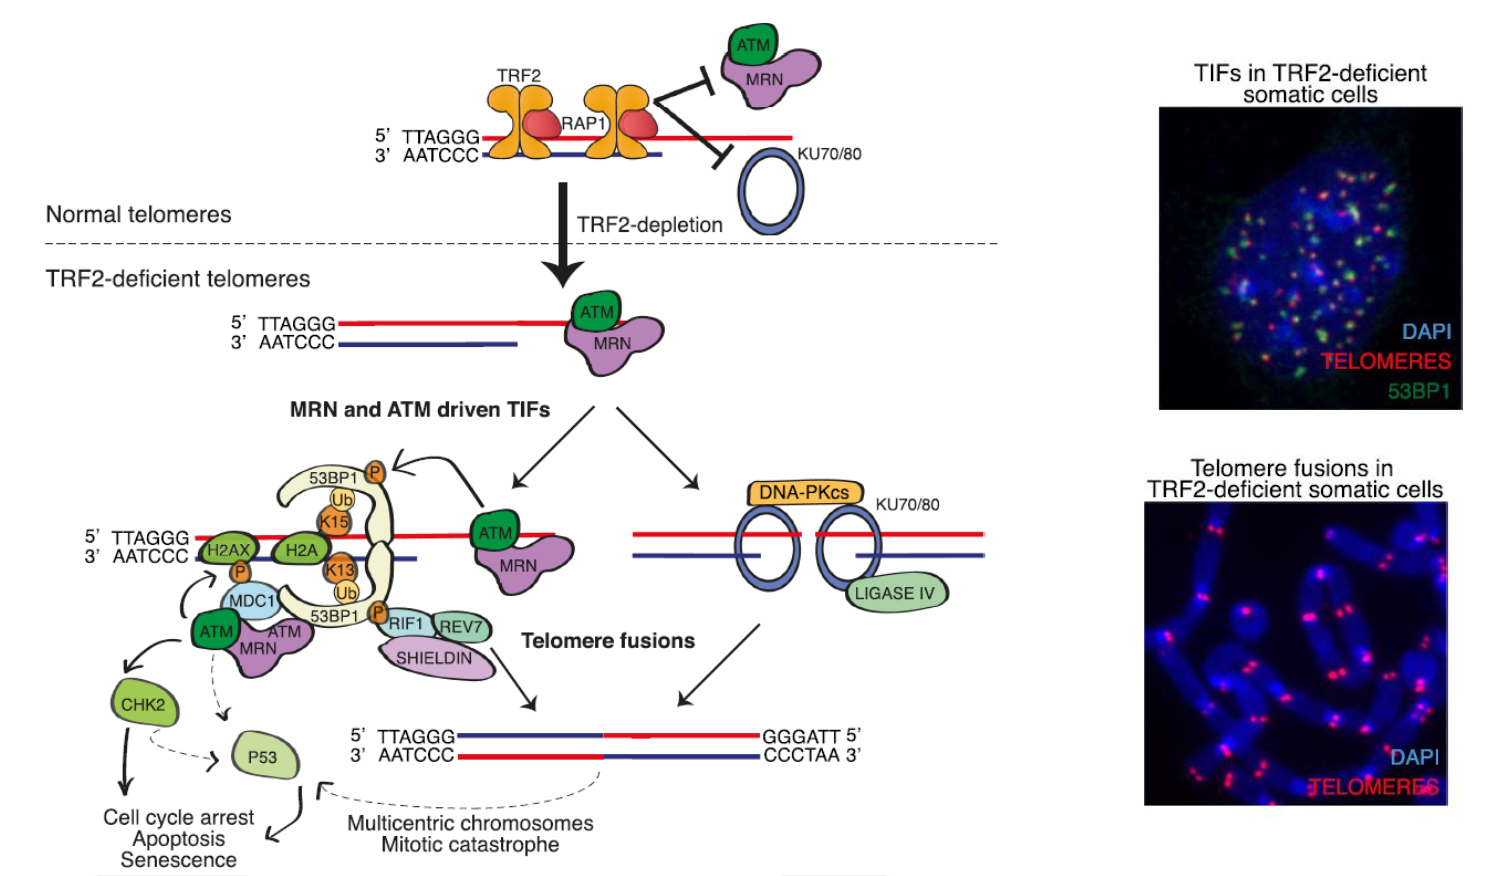 ATM
MRN
TRF2
RAP1
5’ TTAGGG
3’ AATCCC
KU70/80
Normal telomeres
TRF2-depletion
TRF2-deficient telomeres
ATM
5’ TTAGGG
3’ AATCCC
MRN
MRN and ATM driven TIFs
53BP1
P
Ub
K15
5’ TTAGGG
3’ AATCCC
H2AX
H2A
ATM
MRN
P
K13
Ub
MDC1
53BP1
P
RIF1
REV7
SHIELDIN
ATM
ATM
MRN
CHK2
P53
Cell cycle arrest
Apoptosis
Senescence
DNA-PKcs
KU70/80
LIGASE IV
Telomere fusions
5’ TTAGGG
GGGATT 5’
3’ AATCCC
CCCTAA 3’
Multicentric chromosomes
Mitotic catastrophe
TIFs in TRF2-deficient
somatic cells
DAPI
TELOMERES
53BP1
Telomere fusions in
TRF2-deficient somatic cells
DAPI
TELOMERES